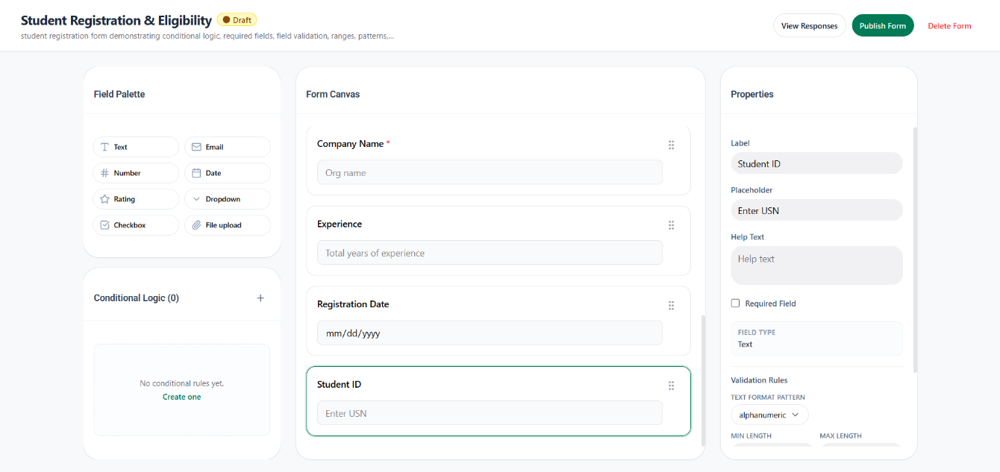 Student Registration & Eligibility
Draft
student registration form demonstrating conditional logic, required fields, field validation, ranges, patterns,...
View Responses
Publish Form
Delete Form
Field Palette
Text
Email
Number
Date
Rating
Dropdown
Checkbox
File upload
Conditional Logic (0)
No conditional rules yet.
Create one
Form Canvas
Company Name *
Org name
Experience
Total years of experience
Registration Date
mm/dd/yyyy
Student ID
Enter USN
Properties
Label
Student ID
Placeholder
Enter USN
Help Text
Help text
Required Field
FIELD TYPE
Text
Validation Rules
TEXT FORMAT PATTERN
alphanumeric
MIN LENGTH
MAX LENGTH